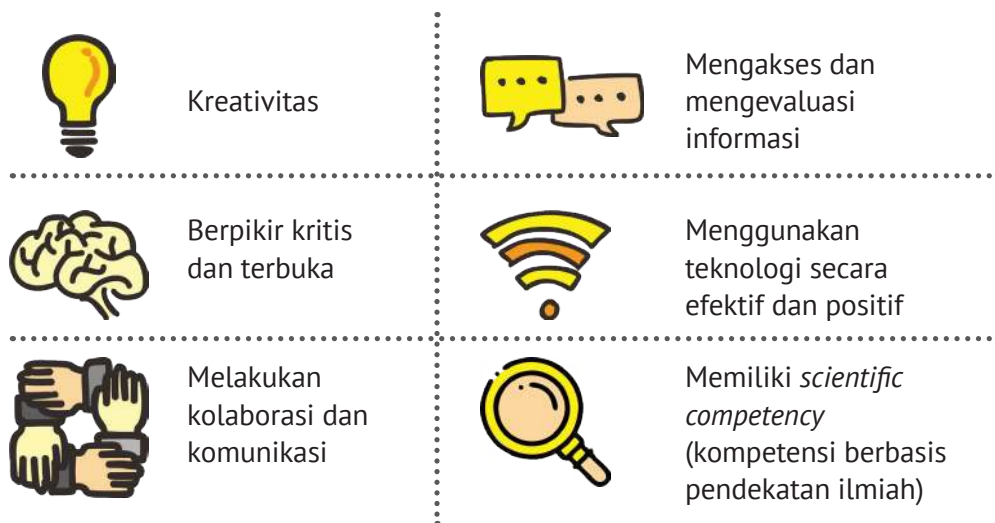 Kreativitas
Mengakses dan
mengevaluasi
informasi
Berpikir kritis
dan terbuka
Menggunakan
teknologi secara
efektif dan positif
Melakukan
kolaborasi dan
komunikasi
Memiliki scientific
competency
(kompetensi berbasis
pendekatan ilmiah)